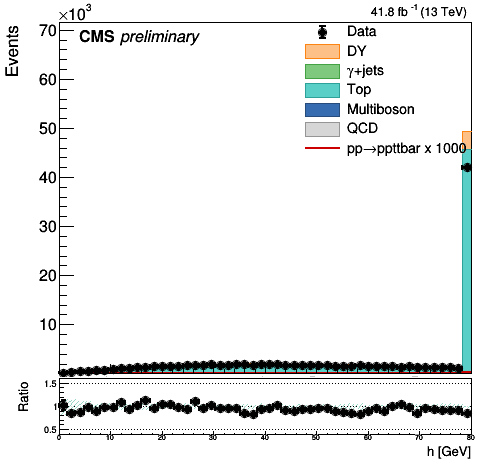 ×10³
CMS preliminary
41.8 fb⁻¹ (13 TeV)
Events
70
60
50
40
30
20
10
Data
DY
γ+jets
Top
Multiboson
QCD
pp→ppttbar x 1000
Ratio
1.5
1
0.5
0 10 20 30 40 50 60 70 80
h [GeV]